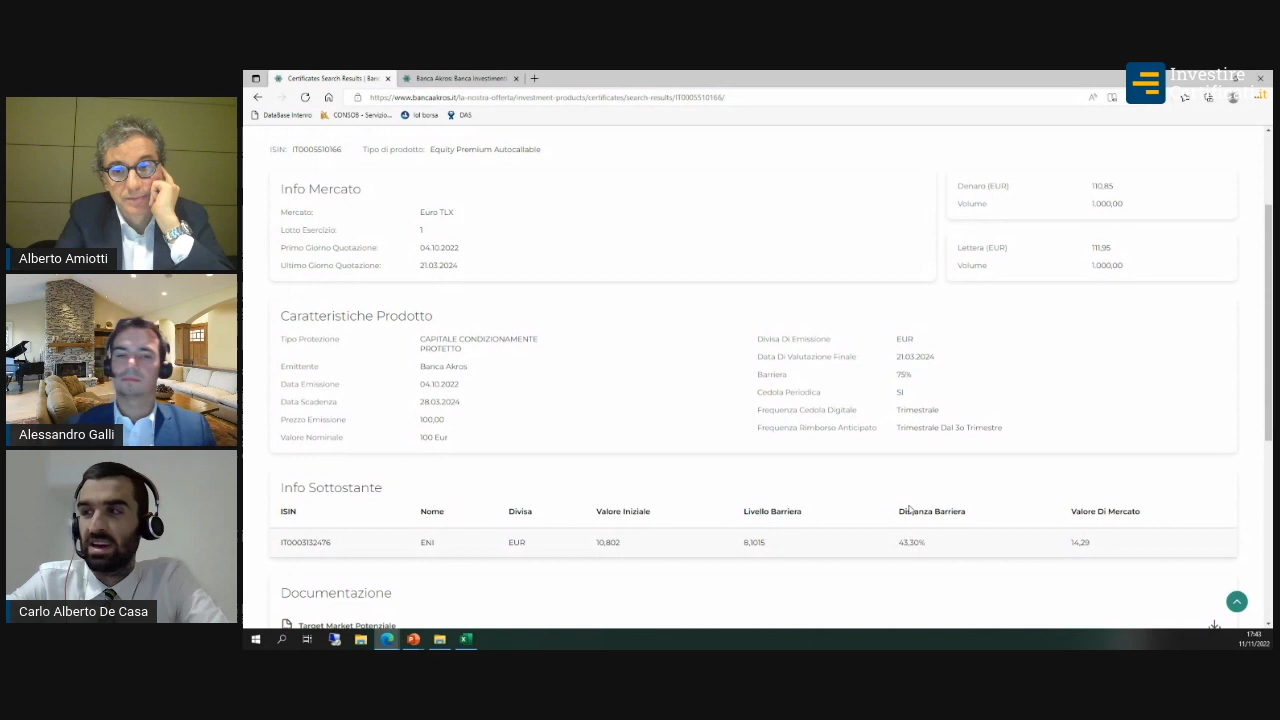 Certificates Search Results | Banc
Banca Akros: Banca Investiment
Investire
https://www.bancaakros.it/la-nostra-offerta/investment-products/certificates/search-results/IT0005510166/
.it
DataBase Interno
CONSOB - Servizio...
lol borsa
DAS
ISIN: IT0005510166 Tipo di prodotto: Equity Premium Autocallable
Info Mercato
Mercato: Euro TLX
Lotto Esercizio: 1
Primo Giorno Quotazione: 04.10.2022
Ultimo Giorno Quotazione: 21.03.2024
Denaro (EUR) 110,85
Volume 1.000,00
Lettera (EUR) 111,95
Volume 1.000,00
Caratteristiche Prodotto
Tipo Protezione CAPITALE CONDIZIONAMENTE
PROTETTO
Emittente Banca Akros
Data Emissione 04.10.2022
Data Scadenza 28.03.2024
Prezzo Emissione 100,00
Valore Nominale 100 Eur
Divisa Di Emissione EUR
Data Di Valutazione Finale 21.03.2024
Barriera 75%
Cedola Periodica SI
Frequenza Cedola Digitale Trimestrale
Frequenza Rimborso Anticipato Trimestrale Dal 3o Trimestre
Info Sottostante
ISIN Nome Divisa Valore Iniziale Livello Barriera Distanza Barriera Valore Di Mercato
IT0003132476 ENI EUR 10,802 8,1015 43,30% 14,29
Documentazione
Target Market Potenziale
17:43
11/11/2022
Alberto Amiotti
Alessandro Galli
Carlo Alberto De Casa